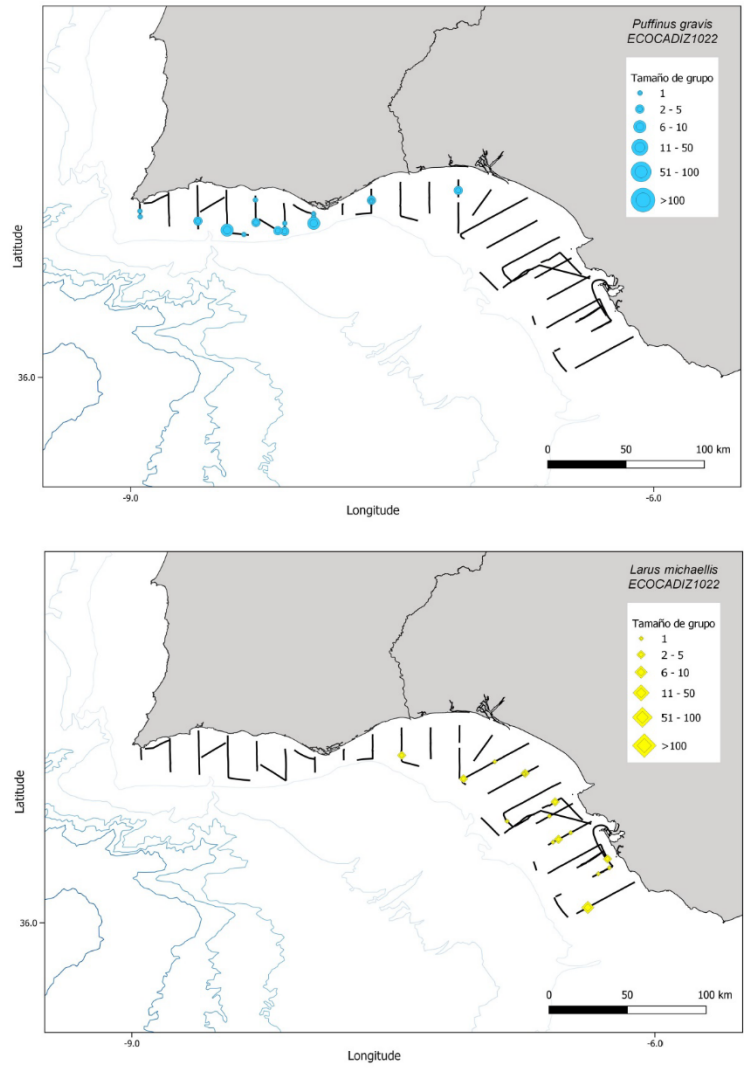 Puffinus gravis
ECOCADIZ1022
Tamaño de grupo
1
2 - 5
6 - 10
11 - 50
51 - 100
>100
Latitude
36.0
0 50 100 km
-9.0 -6.0
Longitude
Larus michaellis
ECOCADIZ1022
Tamaño de grupo
1
2 - 5
6 - 10
11 - 50
51 - 100
>100
Latitude
36.0
0 50 100 km
-9.0 -6.0
Longitude